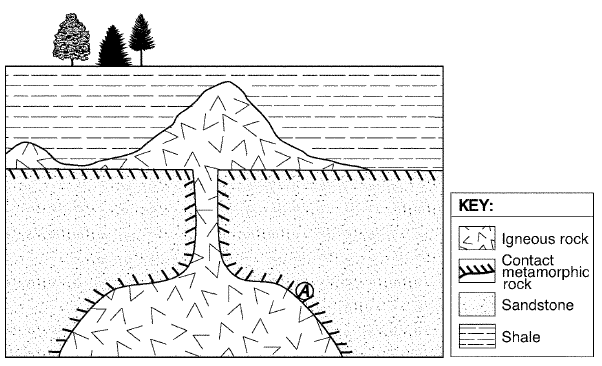 A
KEY:
Igneous rock
Contact
metamorphic
rock
Sandstone
Shale